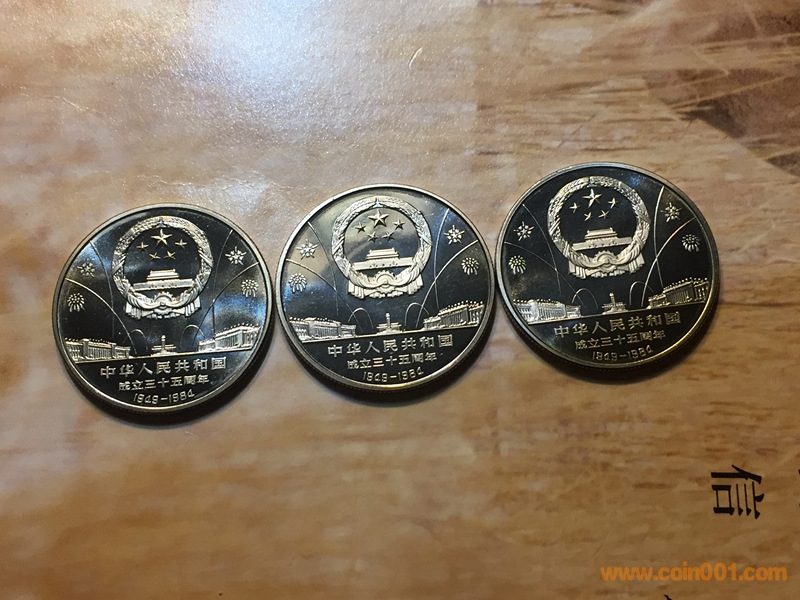 中华人民共和国
成立三十五周年
1949-1984
中华人民共和国
成立三十五周年
1949-1984
中华人民共和国
成立三十五周年
1949-1984
信
www.coin001.com